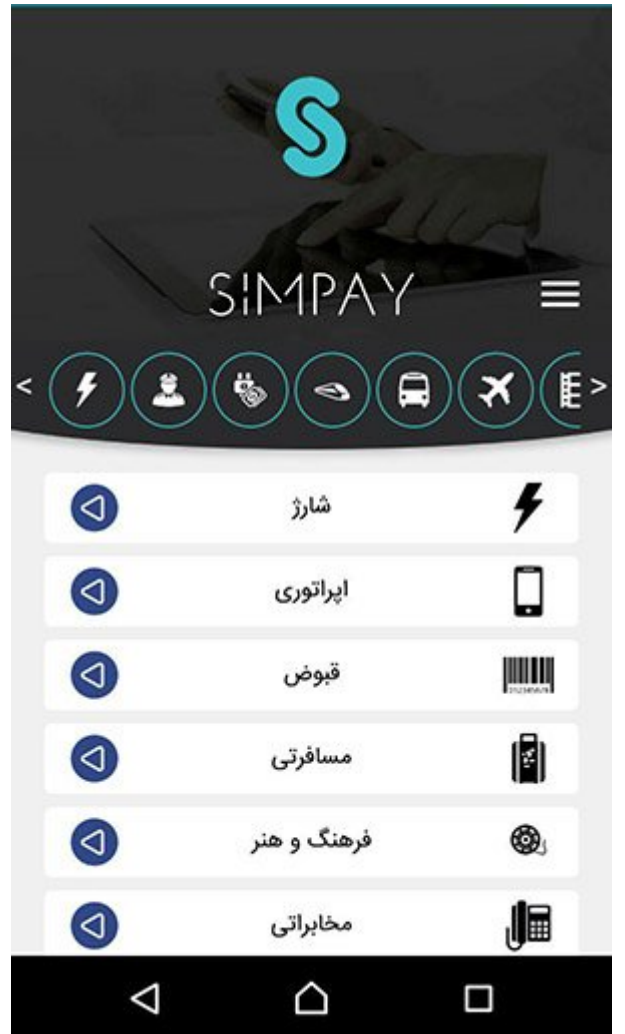 SIMPAY
شارژ
اپراتوری
قبوض
مسافرتی
فرهنگ و هنر
مخابراتی